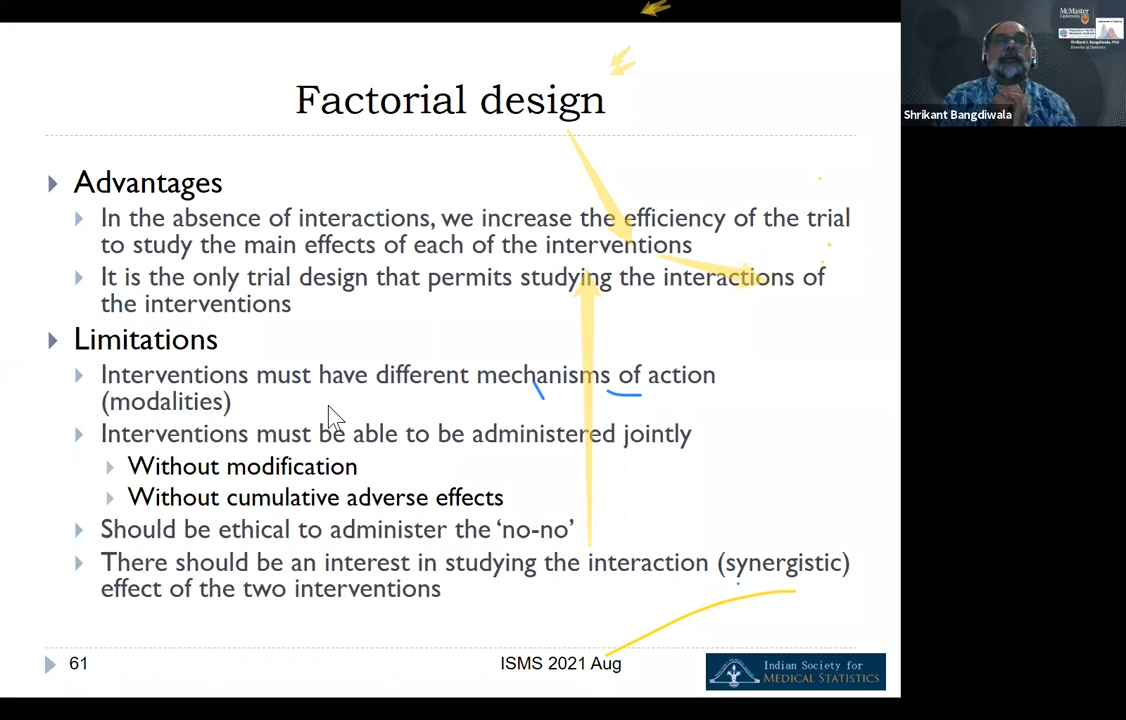 Factorial design
Advantages
In the absence of interactions, we increase the efficiency of the trial
to study the main effects of each of the interventions
It is the only trial design that permits studying the interactions of
the interventions
Limitations
Interventions must have different mechanisms of action
(modalities)
Interventions must be able to be administered jointly
Without modification
Without cumulative adverse effects
Should be ethical to administer the ‘no-no’
There should be an interest in studying the interaction (synergistic)
effect of the two interventions
61
ISMS 2021 Aug
Indian Society for
MEDICAL STATISTICS
McMaster
University
Shrikant Bangdiwala